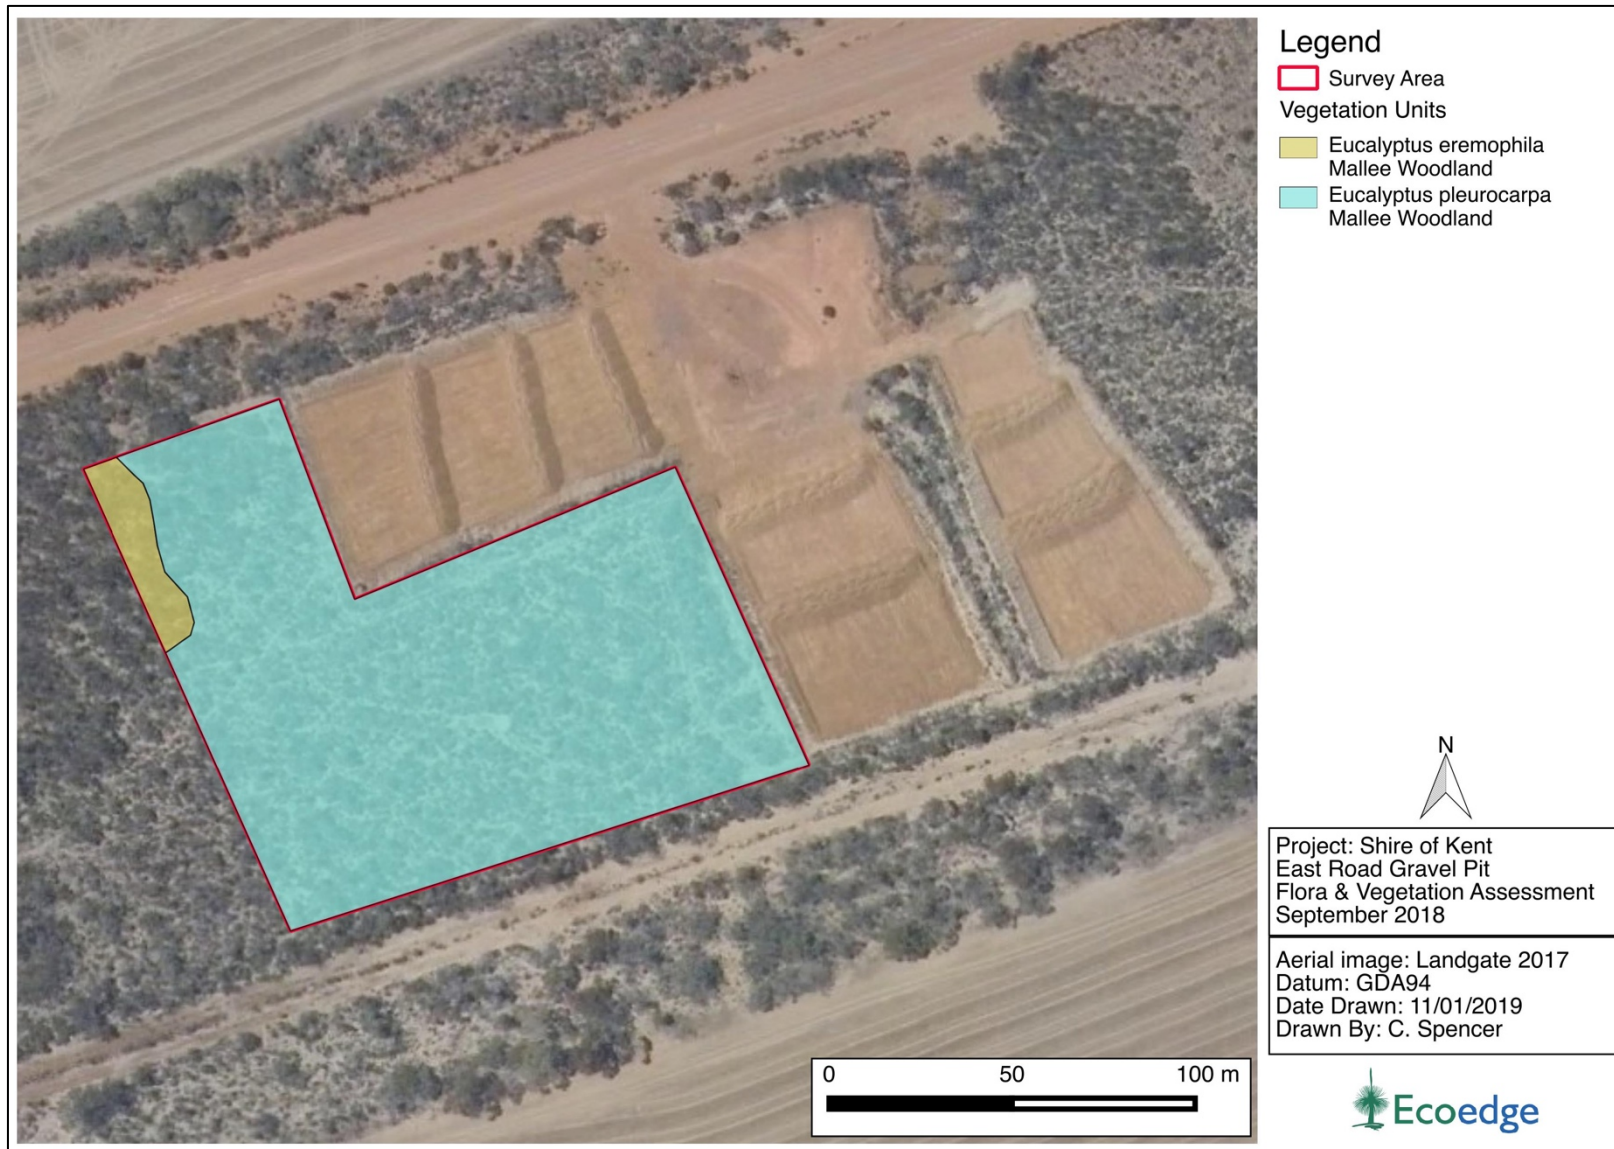 Legend
Survey Area
Vegetation Units
Eucalyptus eremophila
Mallee Woodland
Eucalyptus pleurocarpa
Mallee Woodland
N
Project: Shire of Kent
East Road Gravel Pit
Flora & Vegetation Assessment
September 2018
Aerial image: Landgate 2017
Datum: GDA94
Date Drawn: 11/01/2019
Drawn By: C. Spencer
0 50 100 m
Ecoedge